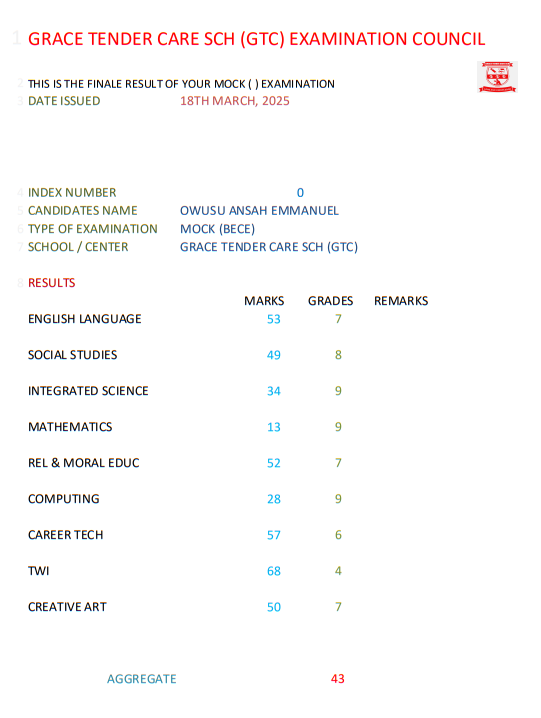 1 GRACE TENDER CARE SCH (GTC) EXAMINATION COUNCIL
2 THIS IS THE FINALE RESULT OF YOUR MOCK ( ) EXAMINATION
3 DATE ISSUED 18TH MARCH, 2025
4 INDEX NUMBER 0
5 CANDIDATES NAME OWUSU ANSAH EMMANUEL
6 TYPE OF EXAMINATION MOCK (BECE)
7 SCHOOL / CENTER GRACE TENDER CARE SCH (GTC)
8 RESULTS
MARKS GRADES REMARKS
ENGLISH LANGUAGE 53 7
SOCIAL STUDIES 49 8
INTEGRATED SCIENCE 34 9
MATHEMATICS 13 9
REL & MORAL EDUC 52 7
COMPUTING 28 9
CAREER TECH 57 6
TWI 68 4
CREATIVE ART 50 7
AGGREGATE 43